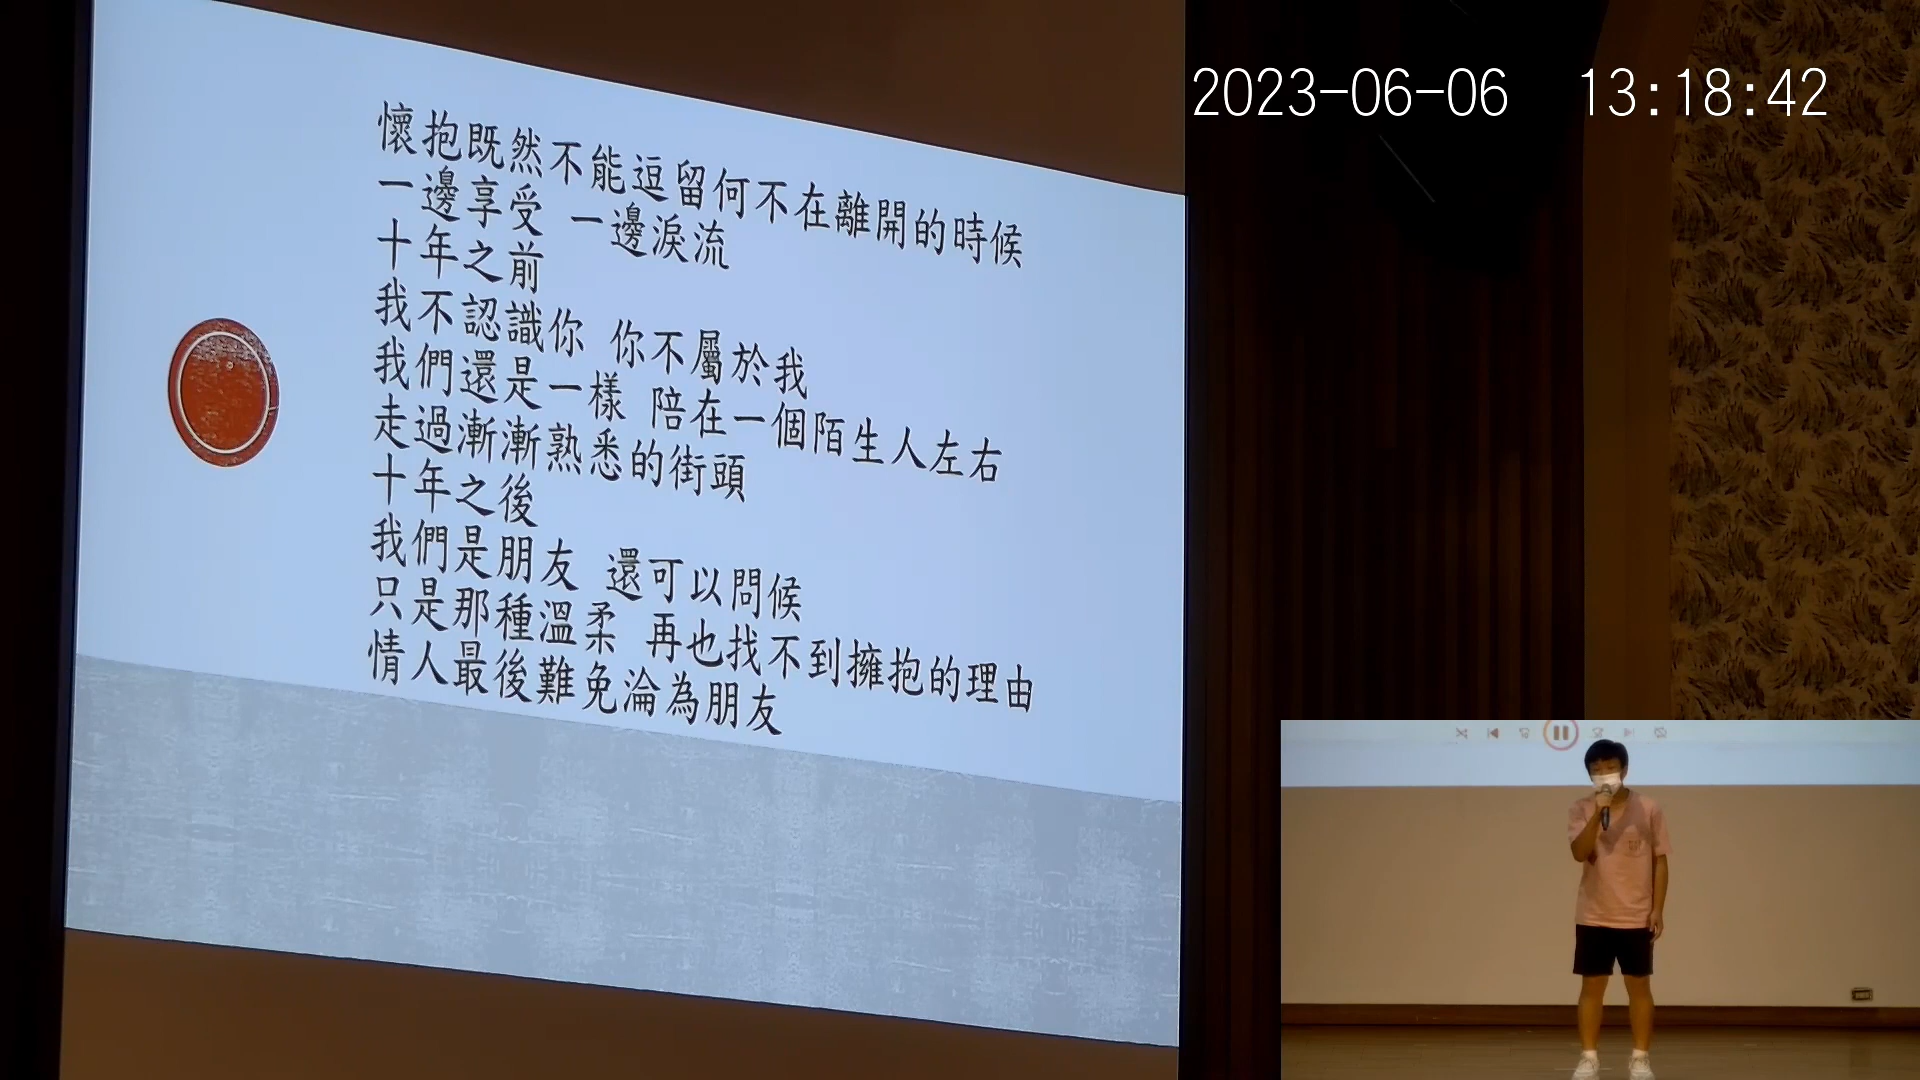 懷抱既然不能逗留何不在離開的時候
一邊享受 一邊淚流
十年之前
我不認識你 你不屬於我
我們還是一樣 陪在一個陌生人左右
走過漸漸熟悉的街頭
十年之後
我們是朋友 還可以問候
只是那種溫柔 再也找不到擁抱的理由
情人最後難免淪為朋友
2023-06-06 13:18:42